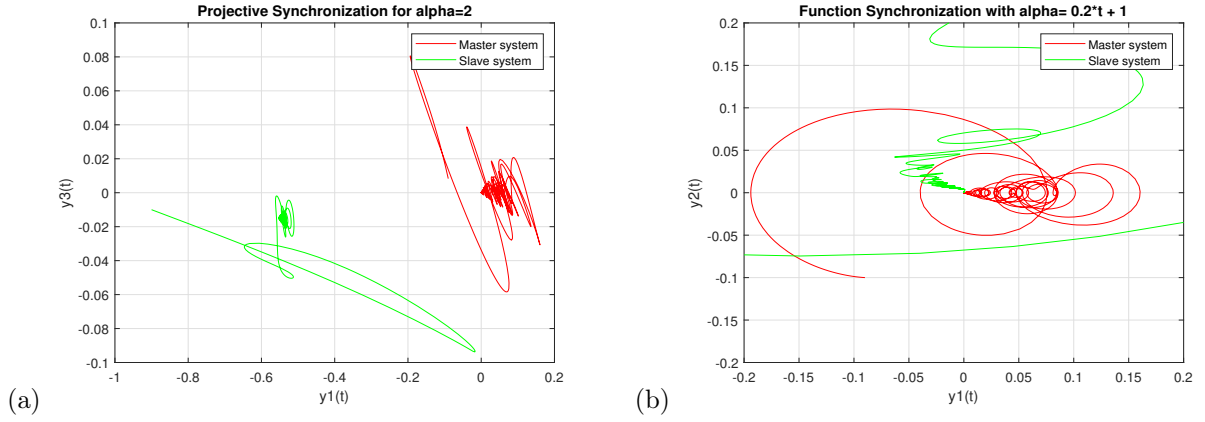 Projective Synchronization for alpha=2
Master system
Slave system
0.1
0.08
0.06
0.04
0.02
0
-0.02
-0.04
-0.06
-0.08
-0.1
y3(t)
-1 -0.8 -0.6 -0.4 -0.2 0 0.2
y1(t)
(a)
Function Synchronization with alpha= 0.2*t + 1
Master system
Slave system
0.2
0.15
0.1
0.05
0
-0.05
-0.1
-0.15
-0.2
y2(t)
-0.2 -0.15 -0.1 -0.05 0 0.05 0.1 0.15 0.2
y1(t)
(b)